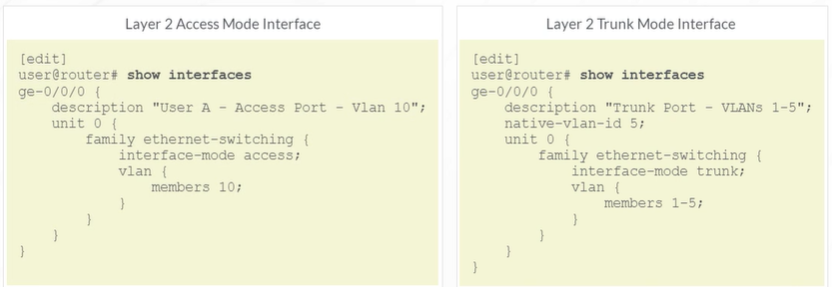 Layer 2 Access Mode Interface
[edit]
user@router# show interfaces
ge-0/0/0 {
description "User A - Access Port - Vlan 10";
unit 0 {
family ethernet-switching {
interface-mode access;
vlan {
members 10;
}
}
}
}
Layer 2 Trunk Mode Interface
[edit]
user@router# show interfaces
ge-0/0/0 {
description "Trunk Port - VLANs 1-5";
native-vlan-id 5;
unit 0 {
family ethernet-switching {
interface-mode trunk;
vlan {
members 1-5;
}
}
}
}